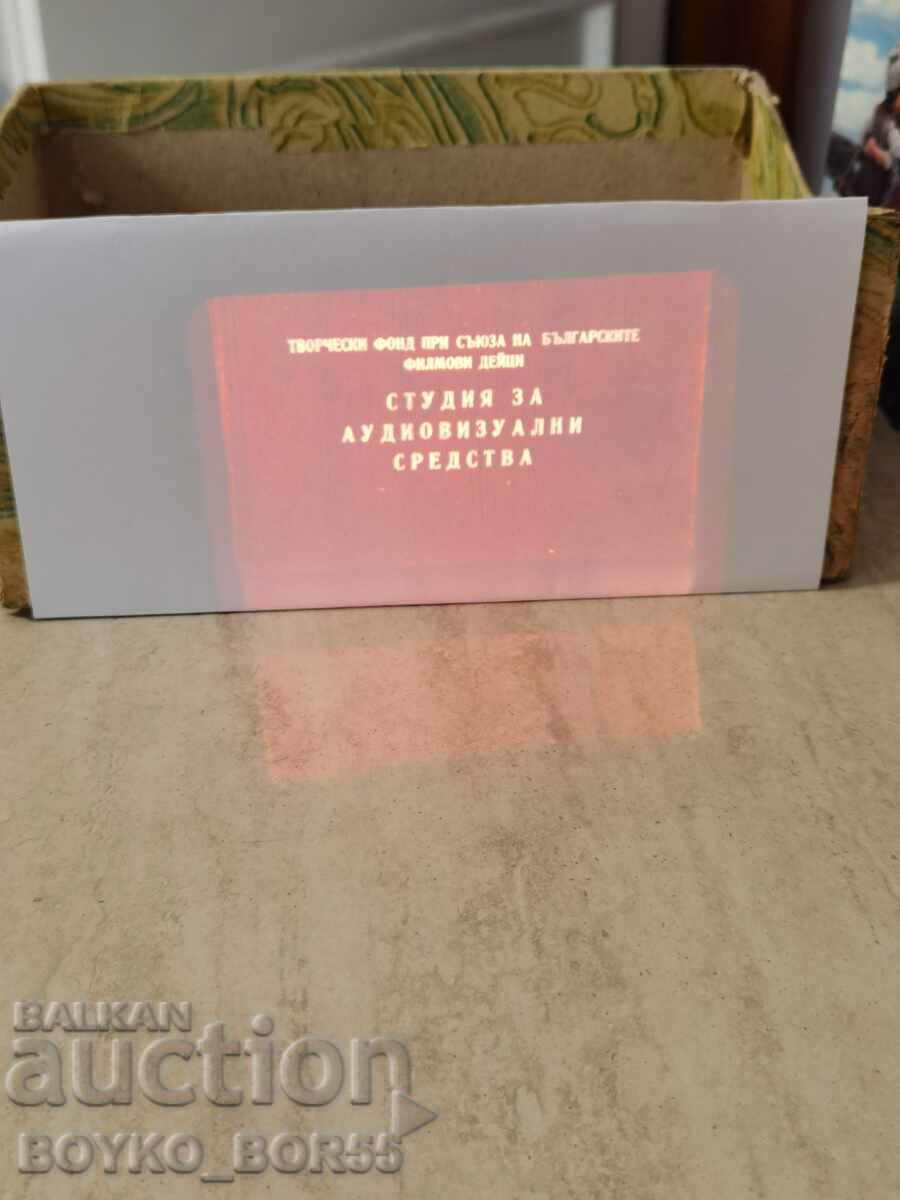 ТВОРЧЕСКИ ФОНД ПРИ СЪЮЗА НА БЪЛГАРСКИТЕ
ФИЛМОВИ ДЕЙЦИ
СТУДИЯ ЗА
АУДИОВИЗУАЛНИ
СРЕДСТВА
BALKAN
auction
BOYKO_BOR55